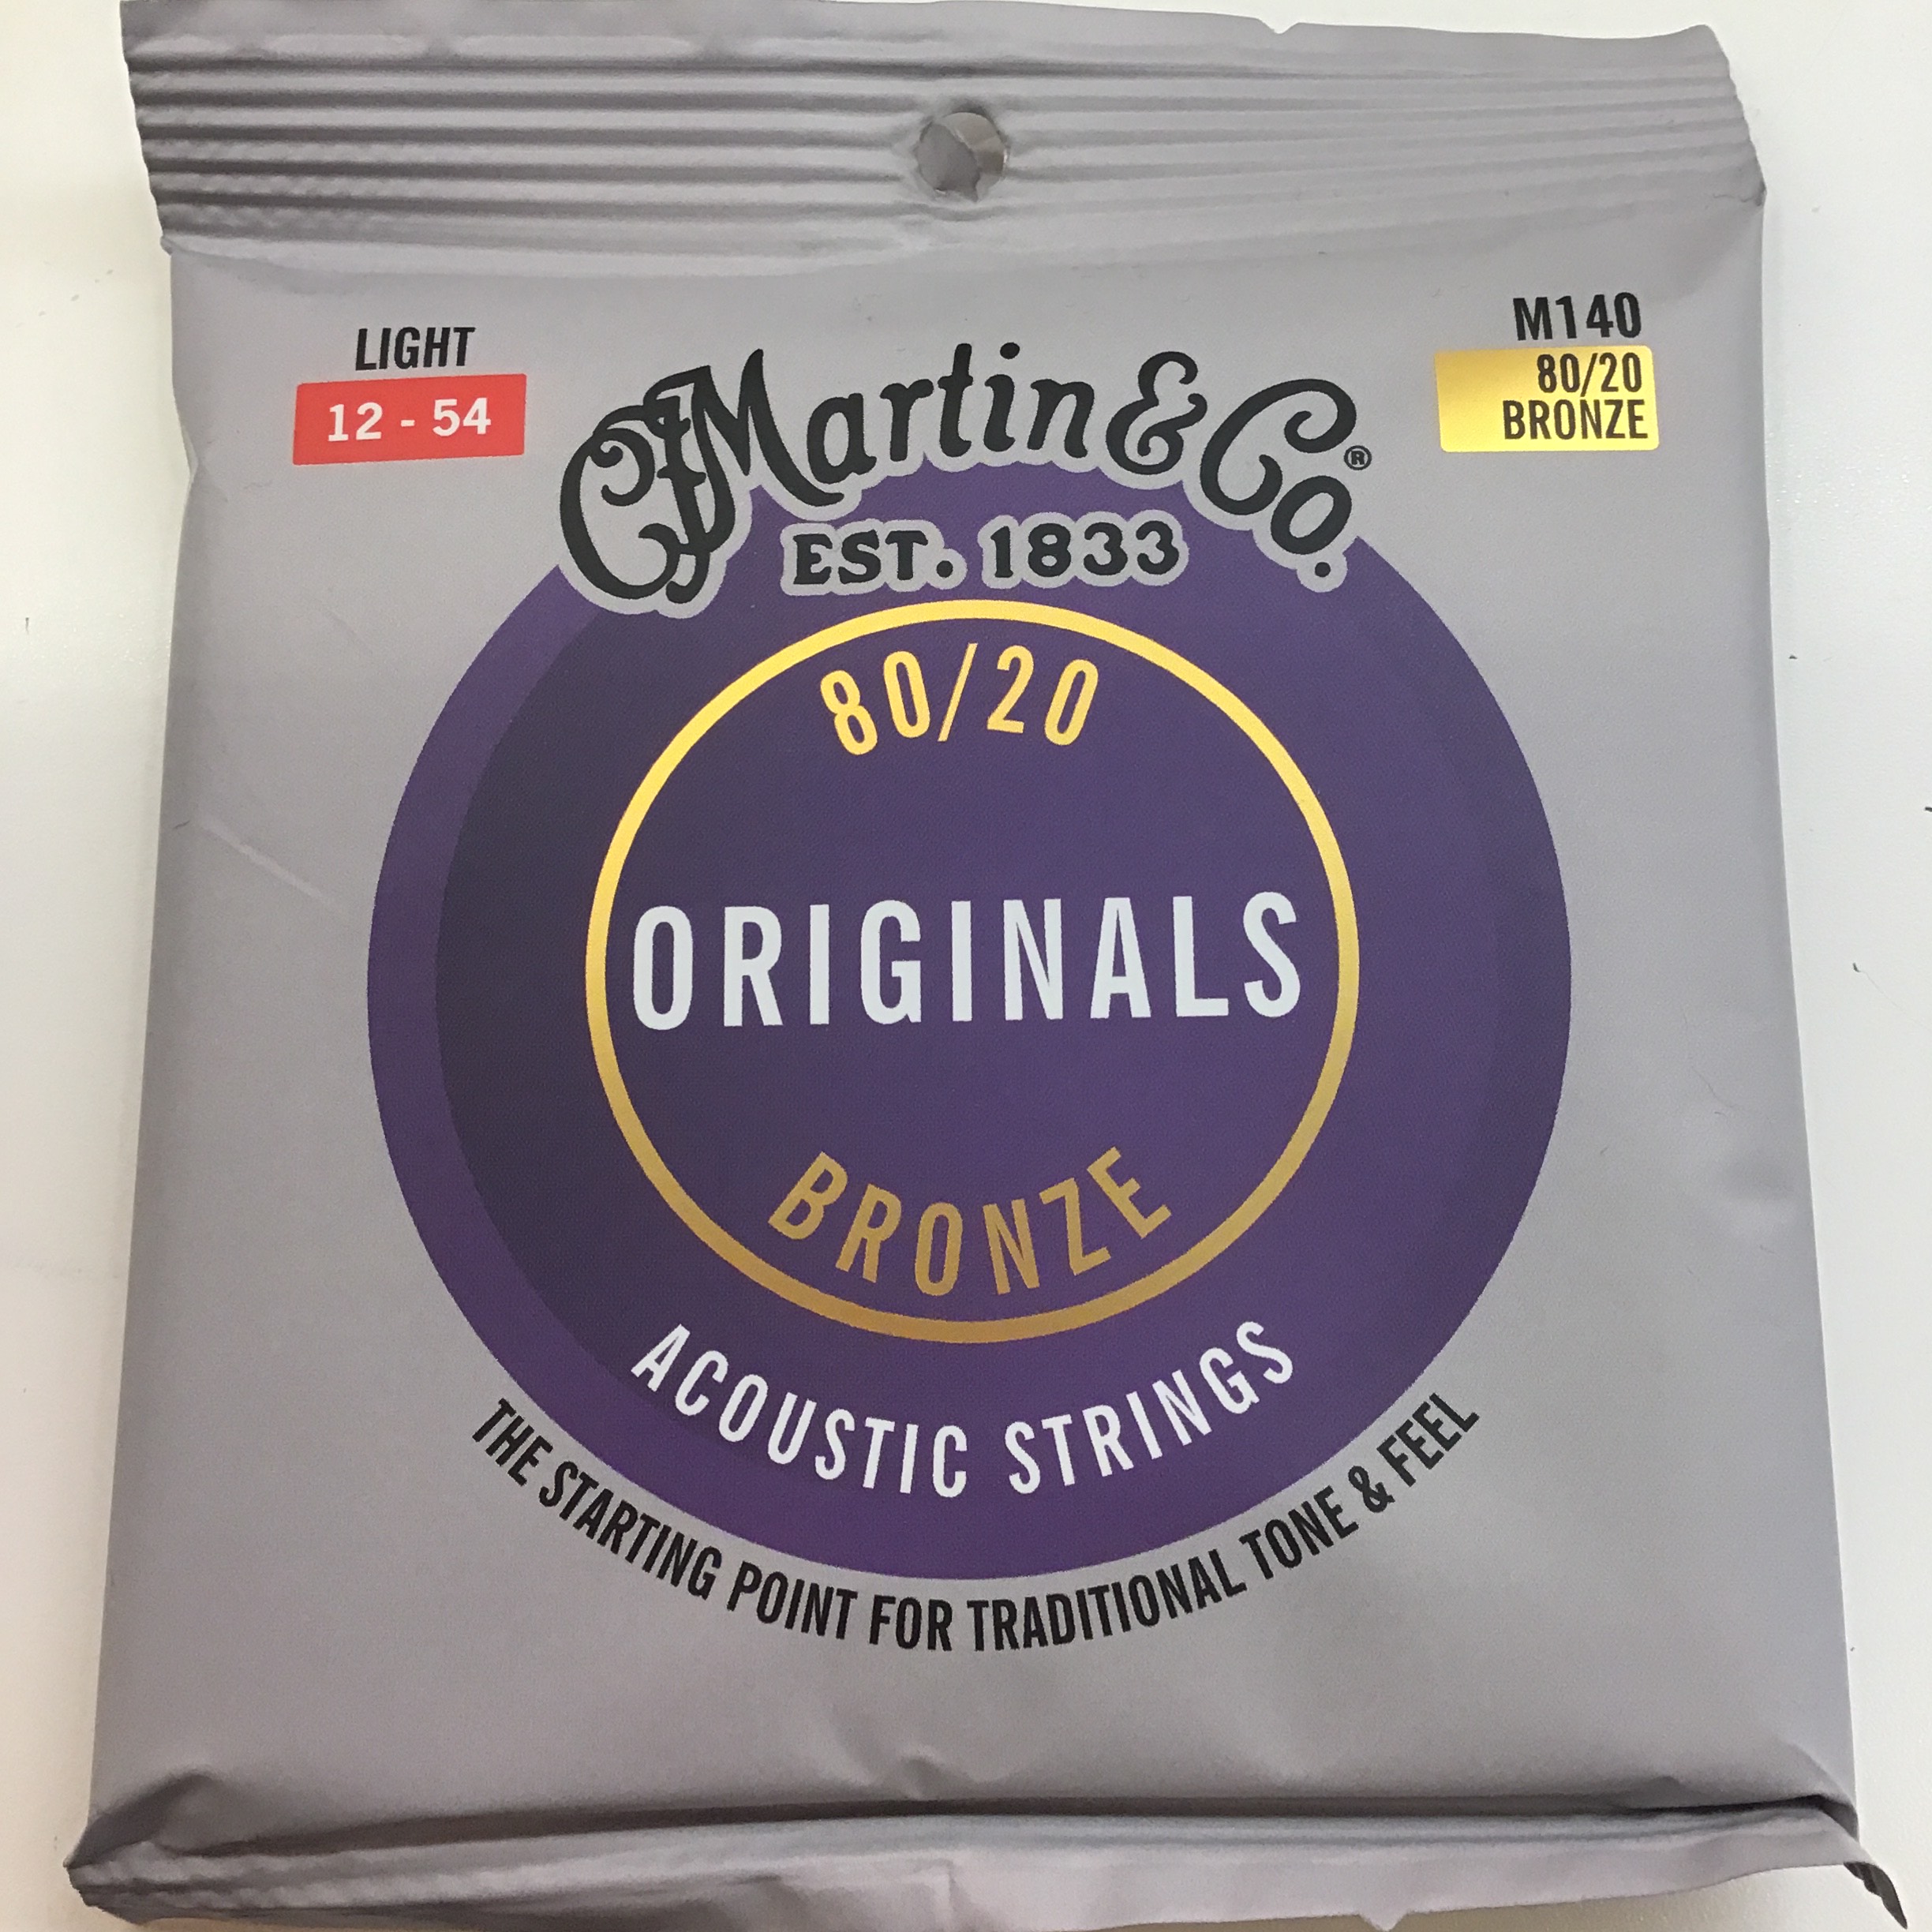 LIGHT
12 - 54
M140
80/20
BRONZE
CF Martin & Co.®
EST. 1833
80/20
ORIGINALS
BRONZE
ACOUSTIC STRINGS
THE STARTING POINT FOR TRADITIONAL TONE & FEEL